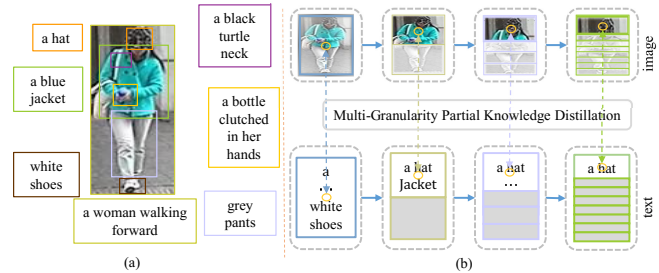 a hat
a blue
jacket
white
shoes
a woman walking
forward
(a)
a black
turtle
neck
a bottle
clutched
in her
hands
grey
pants
image
Multi-Granularity Partial Knowledge Distillation
a
...
white
shoes
a hat
Jacket
a hat
...
a hat
text
(b)